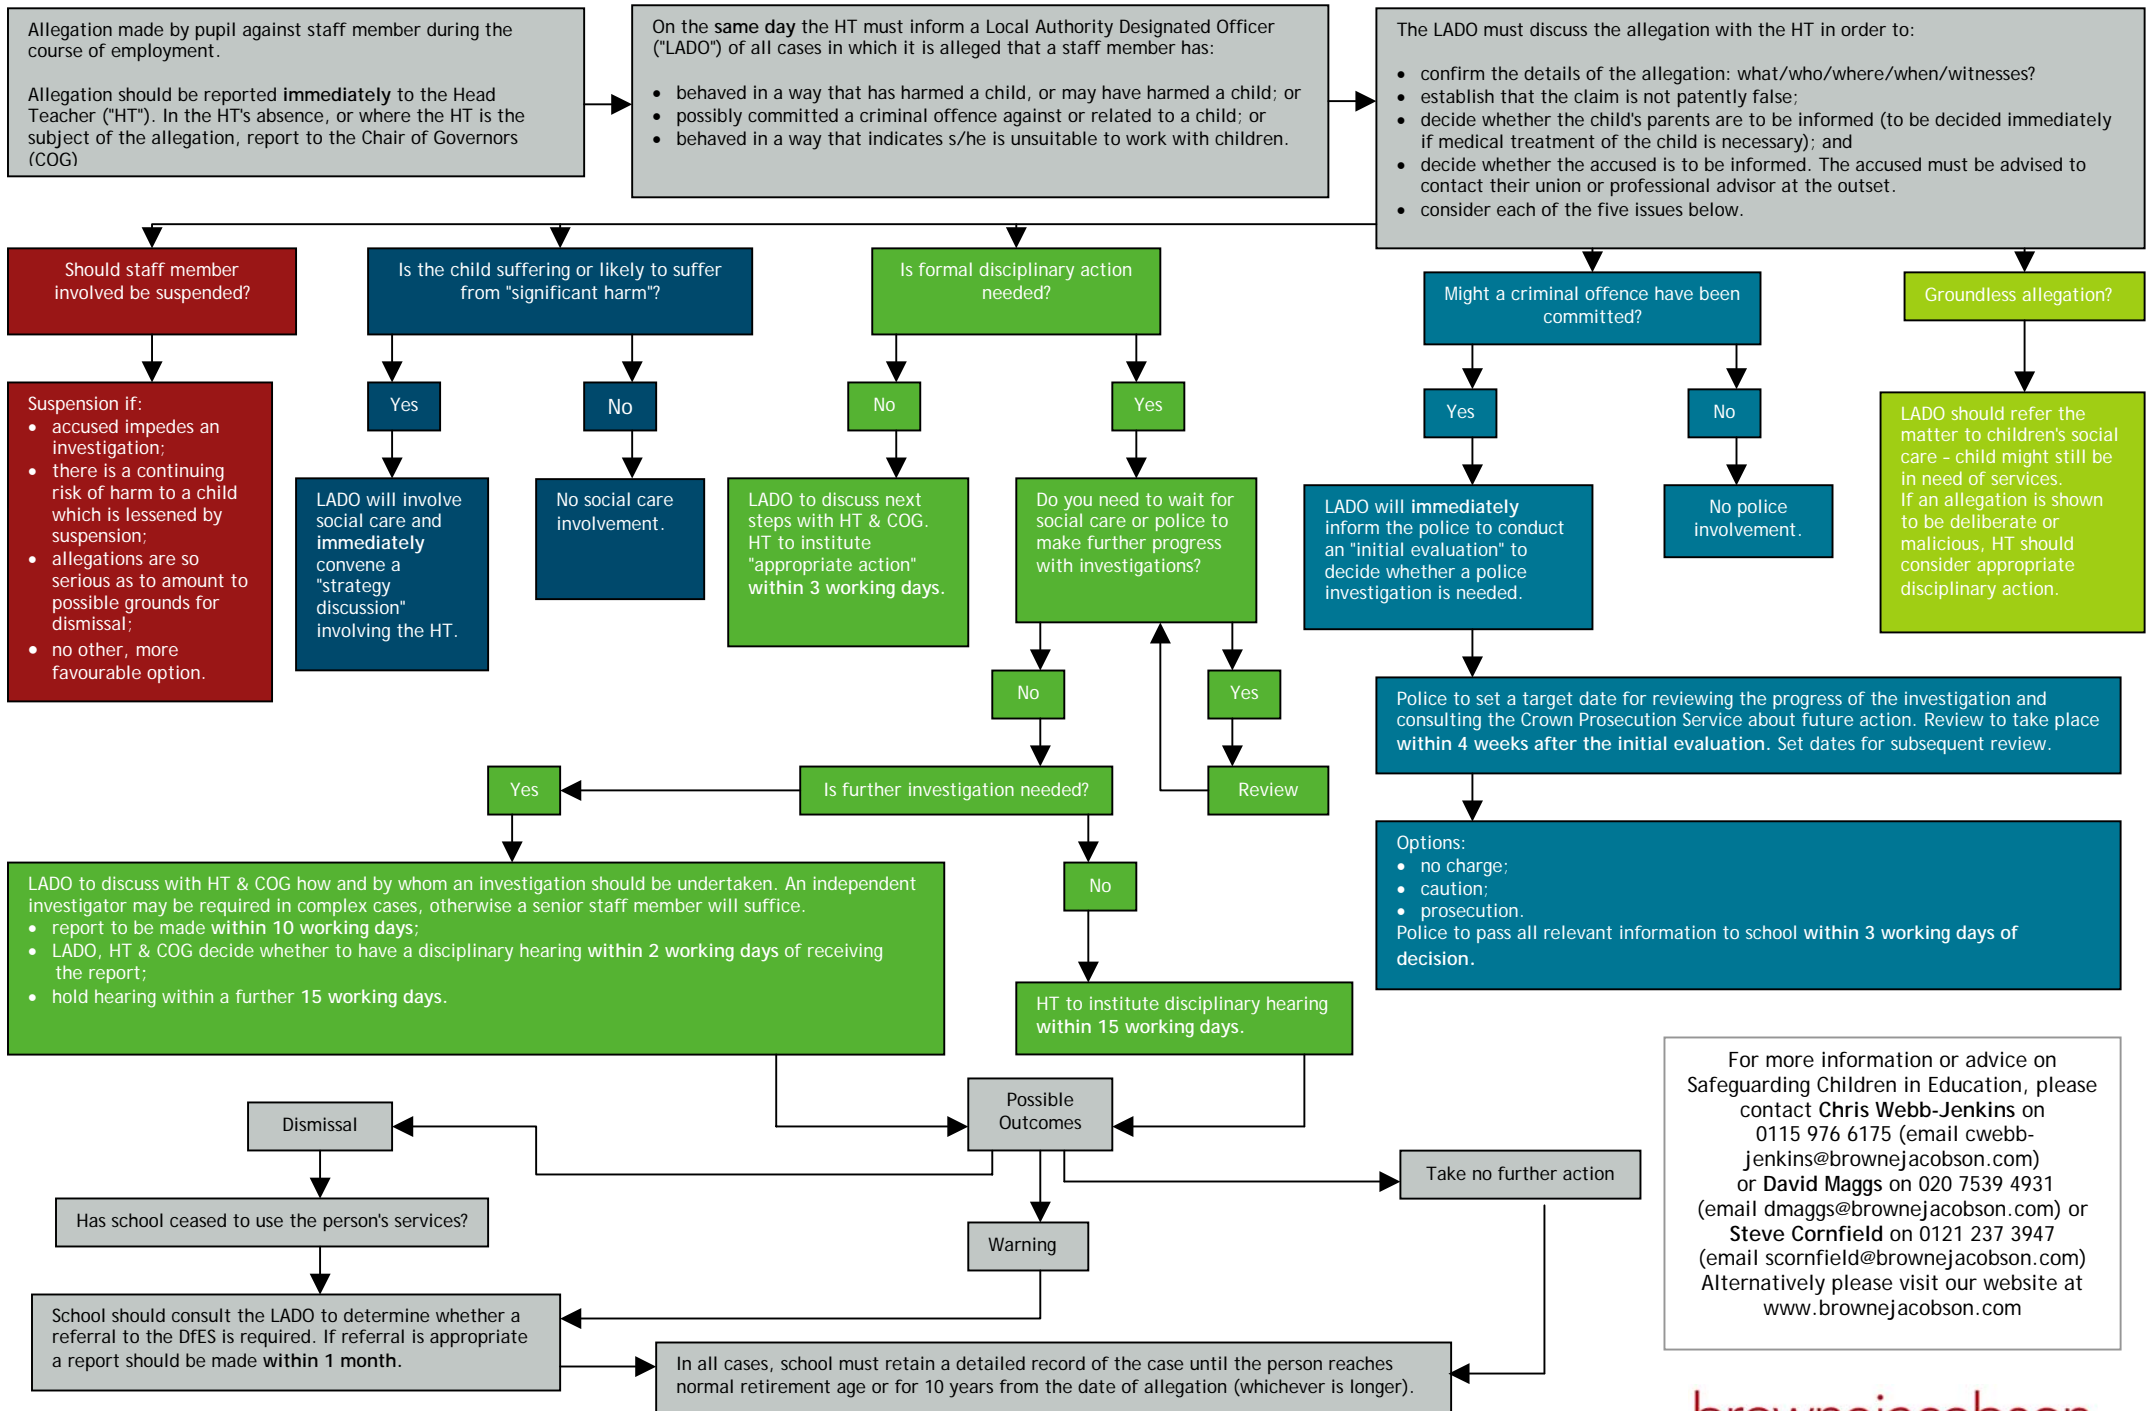 Allegation made by pupil against staff member during the
course of employment.
Allegation should be reported immediately to the Head
Teacher ("HT"). In the HT's absence, or where the HT is the
subject of the allegation, report to the Chair of Governors
(COG)
On the same day the HT must inform a Local Authority Designated Officer
("LADO") of all cases in which it is alleged that a staff member has:
• behaved in a way that has harmed a child, or may have harmed a child; or
• possibly committed a criminal offence against or related to a child; or
• behaved in a way that indicates s/he is unsuitable to work with children.
The LADO must discuss the allegation with the HT in order to:
• confirm the details of the allegation: what/who/where/when/witnesses?
• establish that the claim is not patently false;
• decide whether the child's parents are to be informed (to be decided immediately
if medical treatment of the child is necessary); and
• decide whether the accused is to be informed. The accused must be advised to
contact their union or professional advisor at the outset.
• consider each of the five issues below.
Should staff member
involved be suspended?
Is the child suffering or likely to suffer
from "significant harm"?
Is formal disciplinary action
needed?
Might a criminal offence have been
committed?
Groundless allegation?
Suspension if:
• accused impedes an
investigation;
• there is a continuing
risk of harm to a child
which is lessened by
suspension;
• allegations are so
serious as to amount to
possible grounds for
dismissal;
• no other, more
favourable option.
Yes
No
No
Yes
Yes
No
LADO will involve
social care and
immediately
convene a
"strategy
discussion"
involving the HT.
No social care
involvement.
LADO to discuss next
steps with HT & COG.
HT to institute
"appropriate action"
within 3 working days.
Do you need to wait for
social care or police to
make further progress
with investigations?
LADO will immediately
inform the police to conduct
an "initial evaluation" to
decide whether a police
investigation is needed.
No police
involvement.
LADO should refer the
matter to children's social
care – child might still be
in need of services.
If an allegation is shown
to be deliberate or
malicious, HT should
consider appropriate
disciplinary action.
No
Yes
Police to set a target date for reviewing the progress of the investigation and
consulting the Crown Prosecution Service about future action. Review to take place
within 4 weeks after the initial evaluation. Set dates for subsequent review.
Yes
Is further investigation needed?
Review
No
Options:
• no charge;
• caution;
• prosecution.
Police to pass all relevant information to school within 3 working days of
decision.
LADO to discuss with HT & COG how and by whom an investigation should be undertaken. An independent
investigator may be required in complex cases, otherwise a senior staff member will suffice.
• report to be made within 10 working days;
• LADO, HT & COG decide whether to have a disciplinary hearing within 2 working days of receiving
the report;
• hold hearing within a further 15 working days.
HT to institute disciplinary hearing
within 15 working days.
Possible
Outcomes
Dismissal
Take no further action
Has school ceased to use the person's services?
Warning
School should consult the LADO to determine whether a
referral to the DfES is required. If referral is appropriate
a report should be made within 1 month.
In all cases, school must retain a detailed record of the case until the person reaches
normal retirement age or for 10 years from the date of allegation (whichever is longer).
For more information or advice on
Safeguarding Children in Education, please
contact Chris Webb-Jenkins on
0115 976 6175 (email cwebb-
jenkins@brownejacobson.com)
or David Maggs on 020 7539 4931
(email dmaggs@brownejacobson.com) or
Steve Cornfield on 0121 237 3947
(email scornfield@brownejacobson.com)
Alternatively please visit our website at
www.brownejacobson.com
brownejacobson